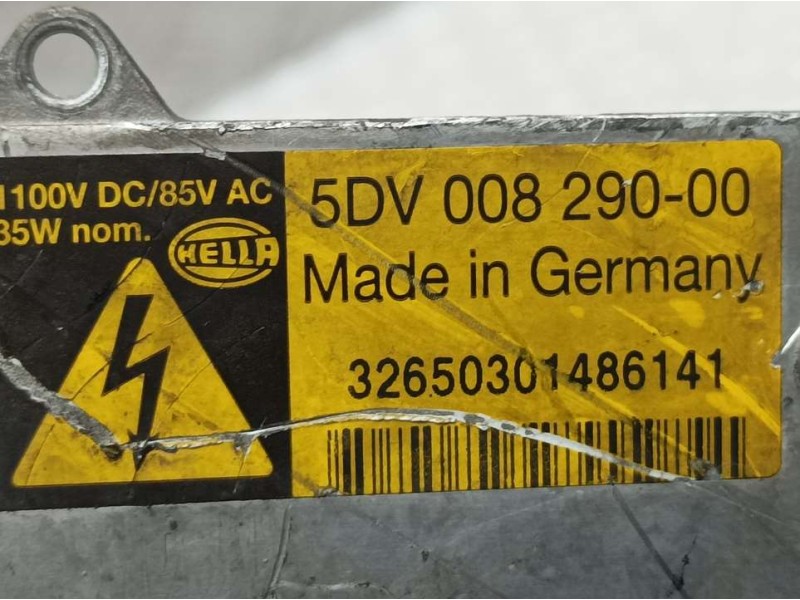 1100V DC/85V AC
35W nom.
HELLA
5DV 008 290-00
Made in Germany
32650301486141